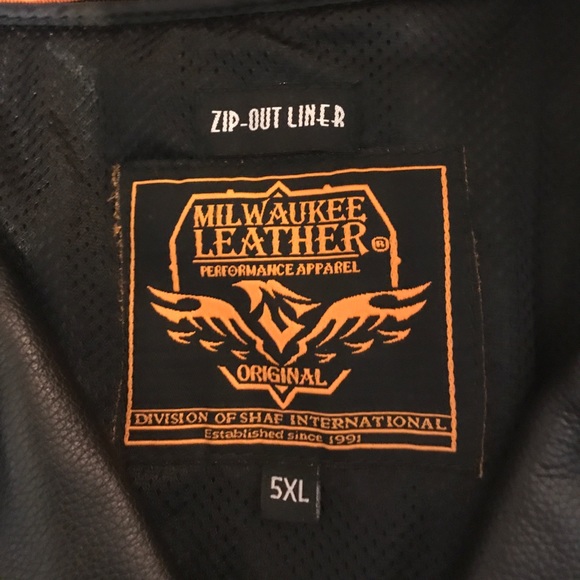 ZIP-OUT LINER
MILWAUKEE
LEATHER®
PERFORMANCE APPAREL
ORIGINAL
DIVISION OF SHAF INTERNATIONAL
Established since 1991
5XL